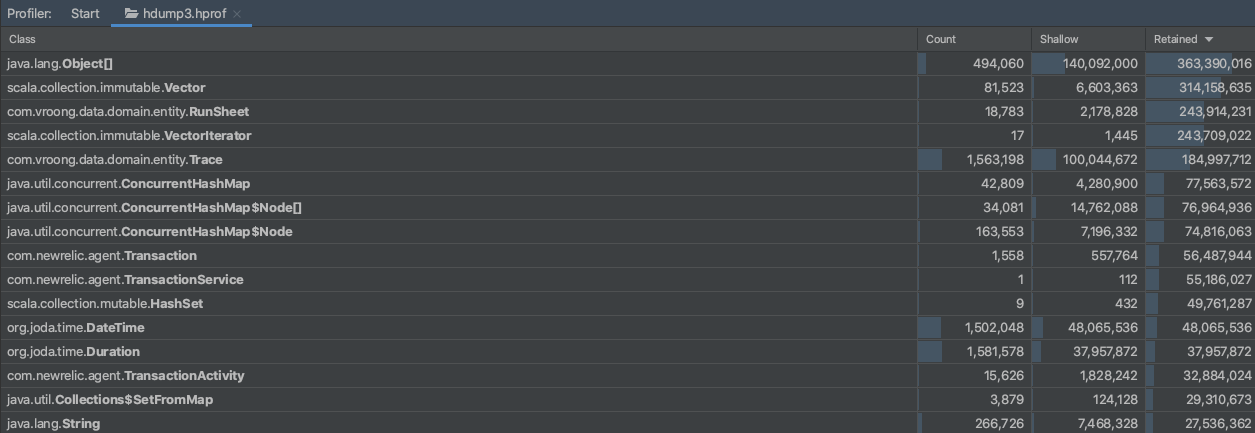 Profiler: Start hdump3.hprof ×
Class Count Shallow Retained
java.lang.Object[] 494,060 140,092,000 363,390,016
scala.collection.immutable.Vector 81,523 6,603,363 314,158,635
com.vroong.data.domain.entity.RunSheet 18,783 2,178,828 243,914,231
scala.collection.immutable.VectorIterator 17 1,445 243,709,022
com.vroong.data.domain.entity.Trace 1,563,198 100,044,672 184,997,712
java.util.concurrent.ConcurrentHashMap 42,809 4,280,900 77,563,572
java.util.concurrent.ConcurrentHashMap$Node[] 34,081 14,762,088 76,964,936
java.util.concurrent.ConcurrentHashMap$Node 163,553 7,196,332 74,816,063
com.newrelic.agent.Transaction 1,558 557,764 56,487,944
com.newrelic.agent.TransactionService 1 112 55,186,027
scala.collection.mutable.HashSet 9 432 49,761,287
org.joda.time.DateTime 1,502,048 48,065,536 48,065,536
org.joda.time.Duration 1,581,578 37,957,872 37,957,872
com.newrelic.agent.TransactionActivity 15,626 1,828,242 32,884,024
java.util.Collections$SetFromMap 3,879 124,128 29,310,673
java.lang.String 266,726 7,468,328 27,536,362